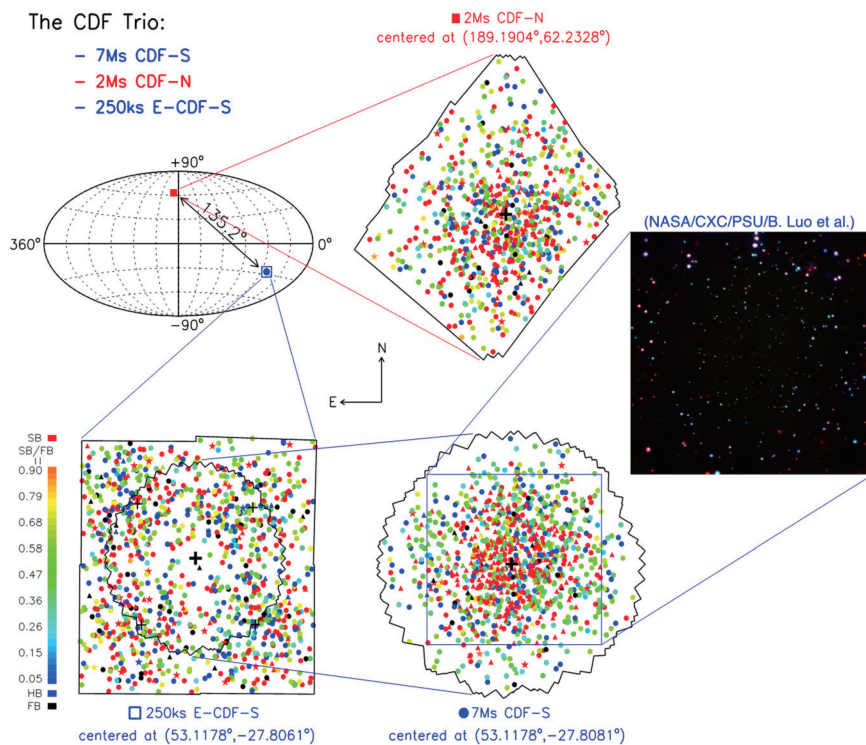 The CDF Trio:
– 7Ms CDF-S
– 2Ms CDF-N
– 250ks E-CDF-S
2Ms CDF-N
centered at (189.1904°,62.2328°)
+90°
135.2°
360°
0°
−90°
(NASA/CXC/PSU/B. Luo et al.)
N
E
SB
SB/FB
=
0.90
0.79
0.68
0.58
0.47
0.36
0.26
0.15
0.05
HB
FB
250ks E-CDF-S
centered at (53.1178°,−27.8061°)
7Ms CDF-S
centered at (53.1178°,−27.8081°)